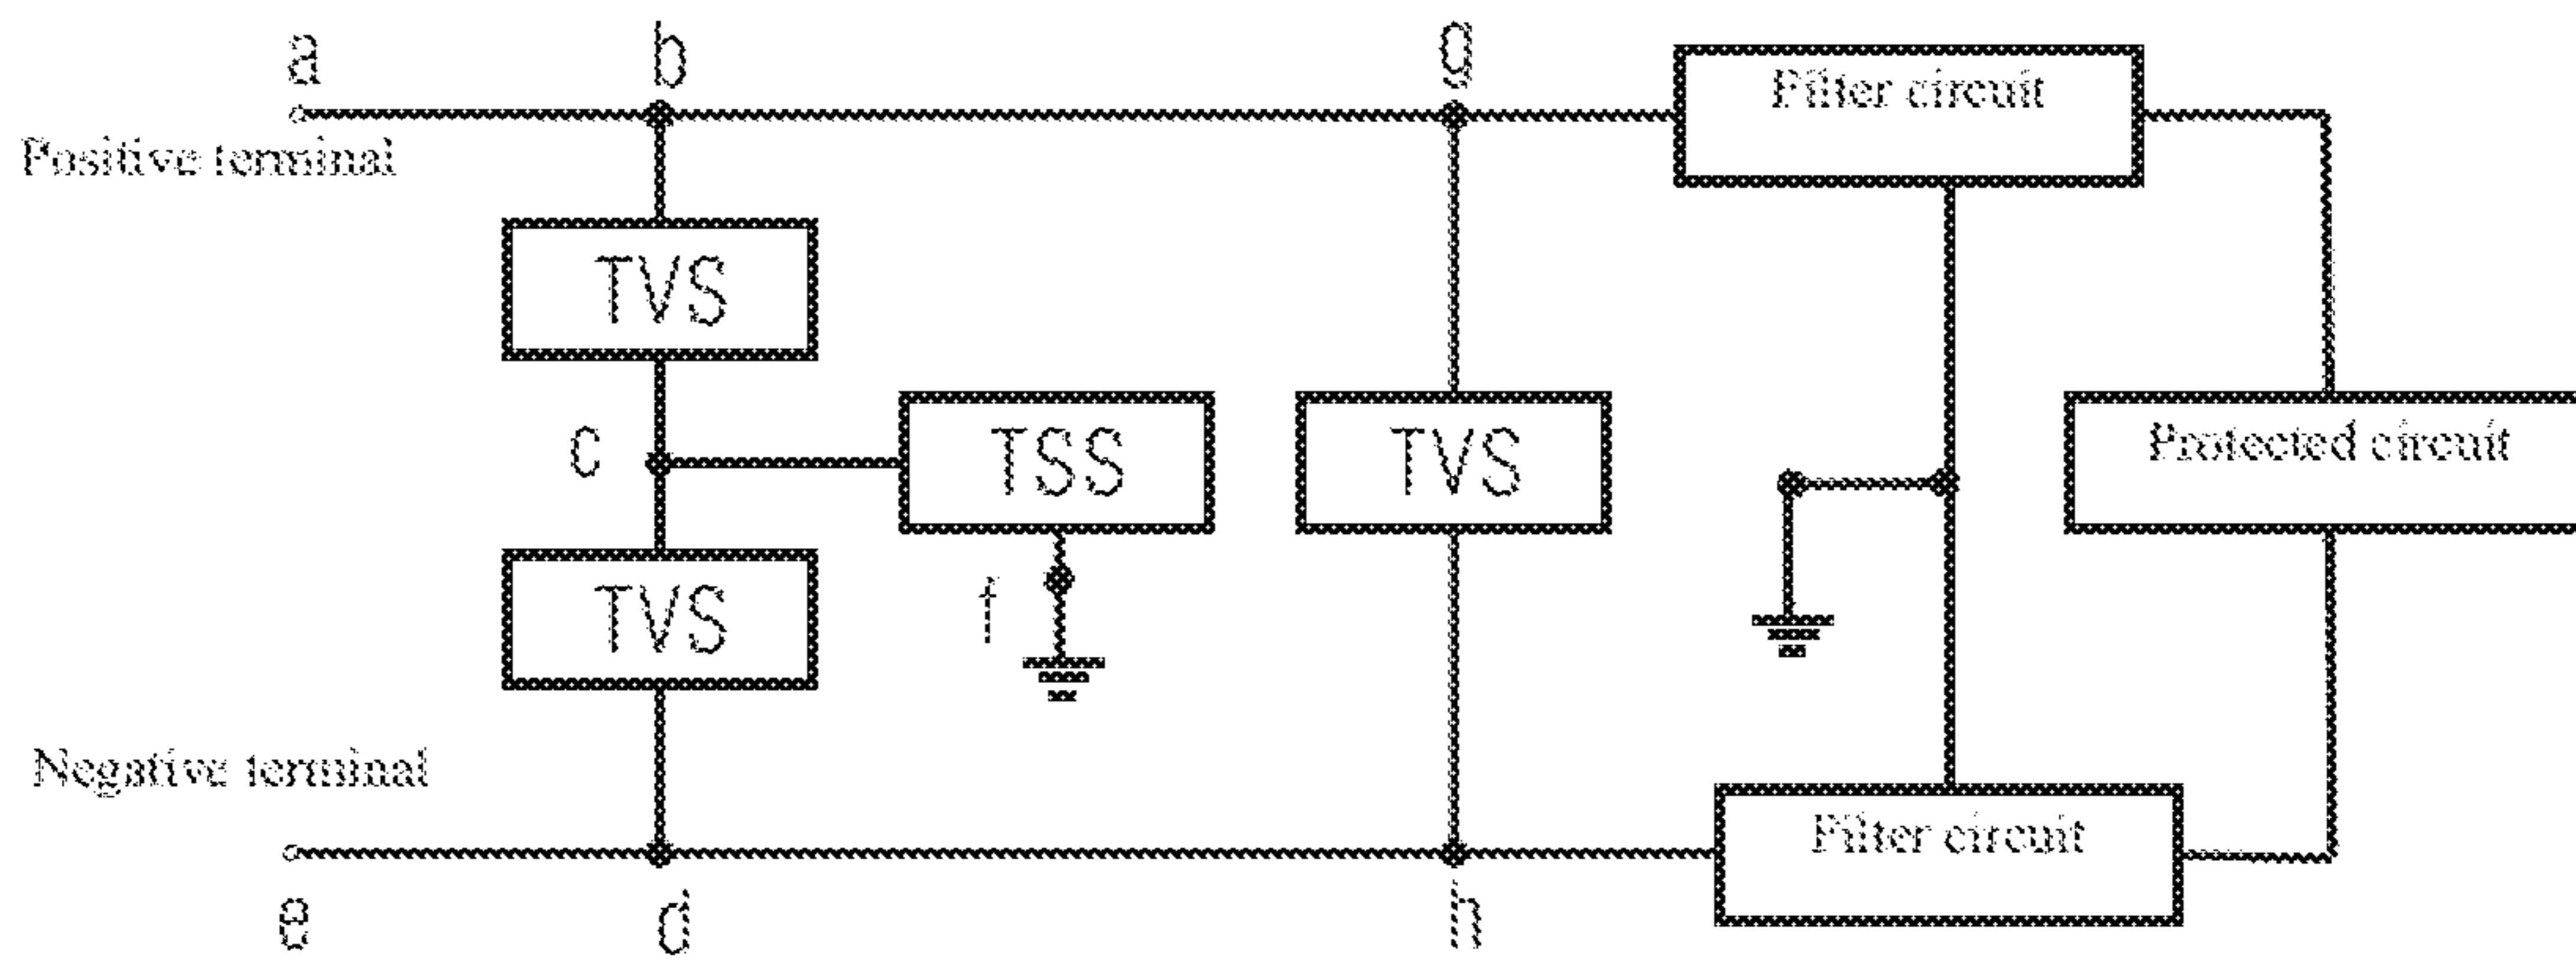 a
b
g
Filter circuit
Positive terminal
TVS
c
TSS
TVS
Protected circuit
TVS
f
Negative terminal
Filter circuit
e
d
h